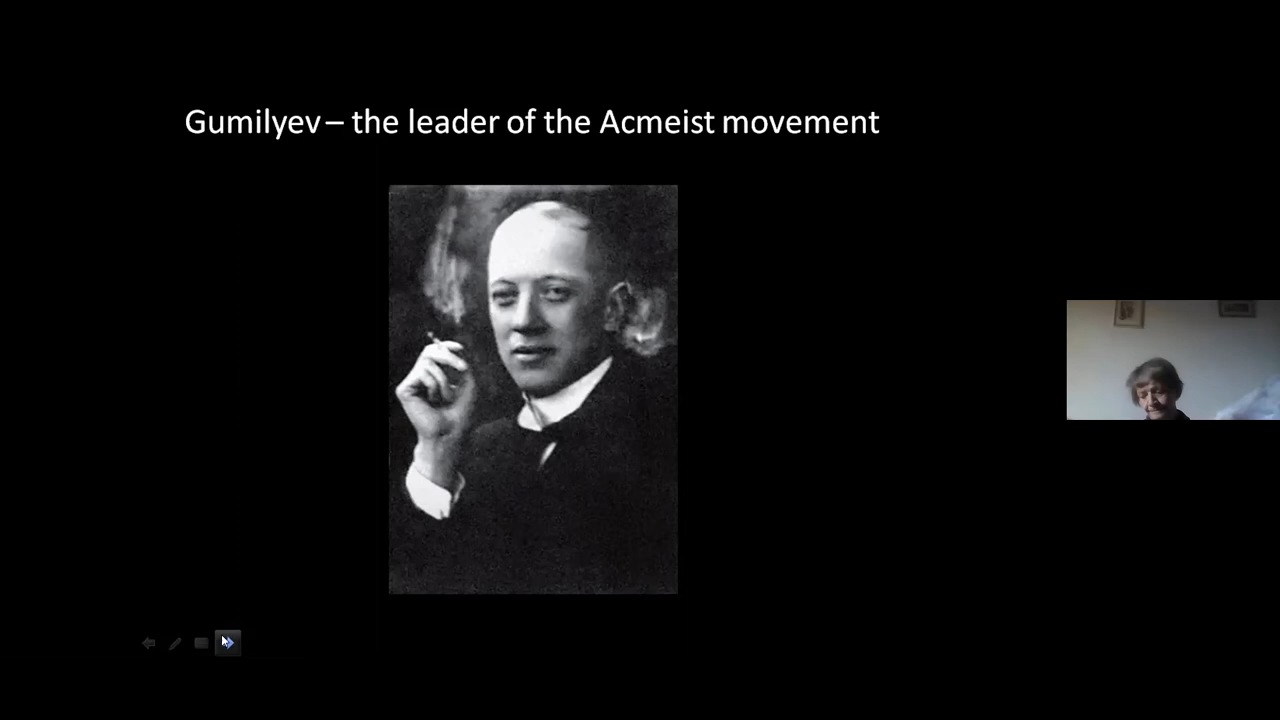 Gumilyev – the leader of the Acmeist movement